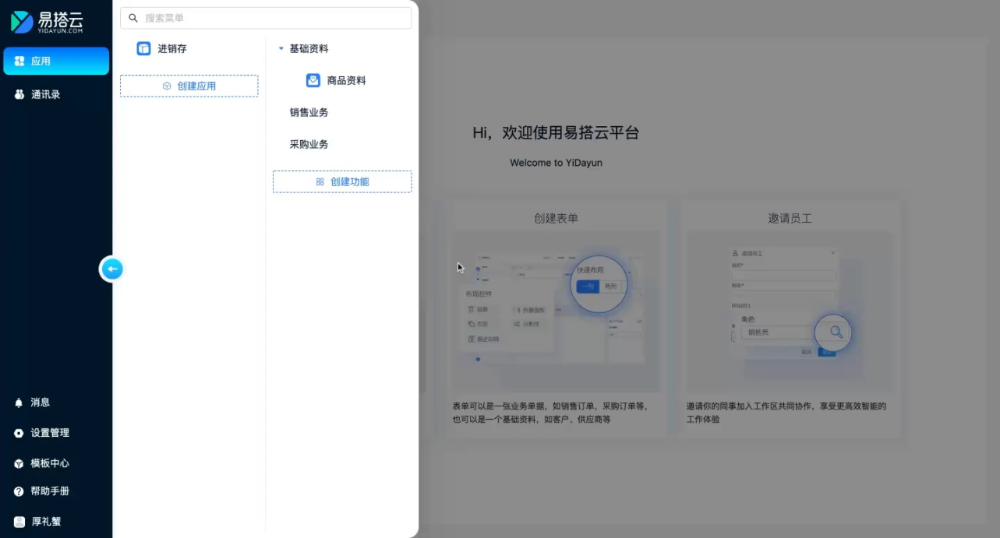 易搭云
YIDAYUN.COM
应用
通讯录
消息
设置管理
模板中心
帮助手册
厚礼蟹
搜索菜单
进销存
创建应用
基础资料
商品资料
销售业务
采购业务
创建功能
Hi，欢迎使用易搭云平台
Welcome to YiDayun
创建表单
快速布局
布局控件
表单可以是一张业务单据，如销售订单，采购订单等，
也可以是一个基础资料，如客户、供应商等
邀请员工
邀请员工
角色
销售员
邀请你的同事加入工作区共同协作，享受更高效智能的
工作体验